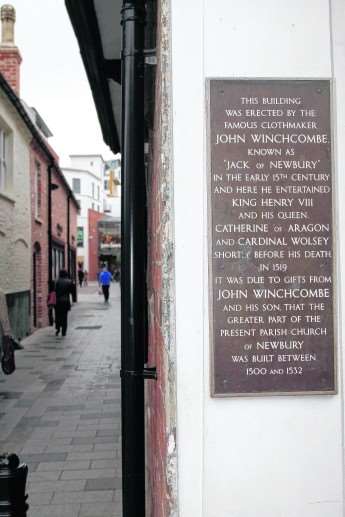 THIS BUILDING
WAS ERECTED BY THE
FAMOUS CLOTHMAKER
JOHN WINCHCOMBE,
KNOWN AS
"JACK OF NEWBURY"
IN THE EARLY 15TH CENTURY
AND HERE HE ENTERTAINED
KING HENRY VIII
AND HIS QUEEN,
CATHERINE OF ARAGON
AND CARDINAL WOLSEY
SHORTLY BEFORE HIS DEATH
IN 1519
IT WAS DUE TO GIFTS FROM
JOHN WINCHCOMBE
AND HIS SON, THAT THE
GREATER PART OF THE
PRESENT PARISH CHURCH
OF NEWBURY
WAS BUILT BETWEEN
1500 AND 1532